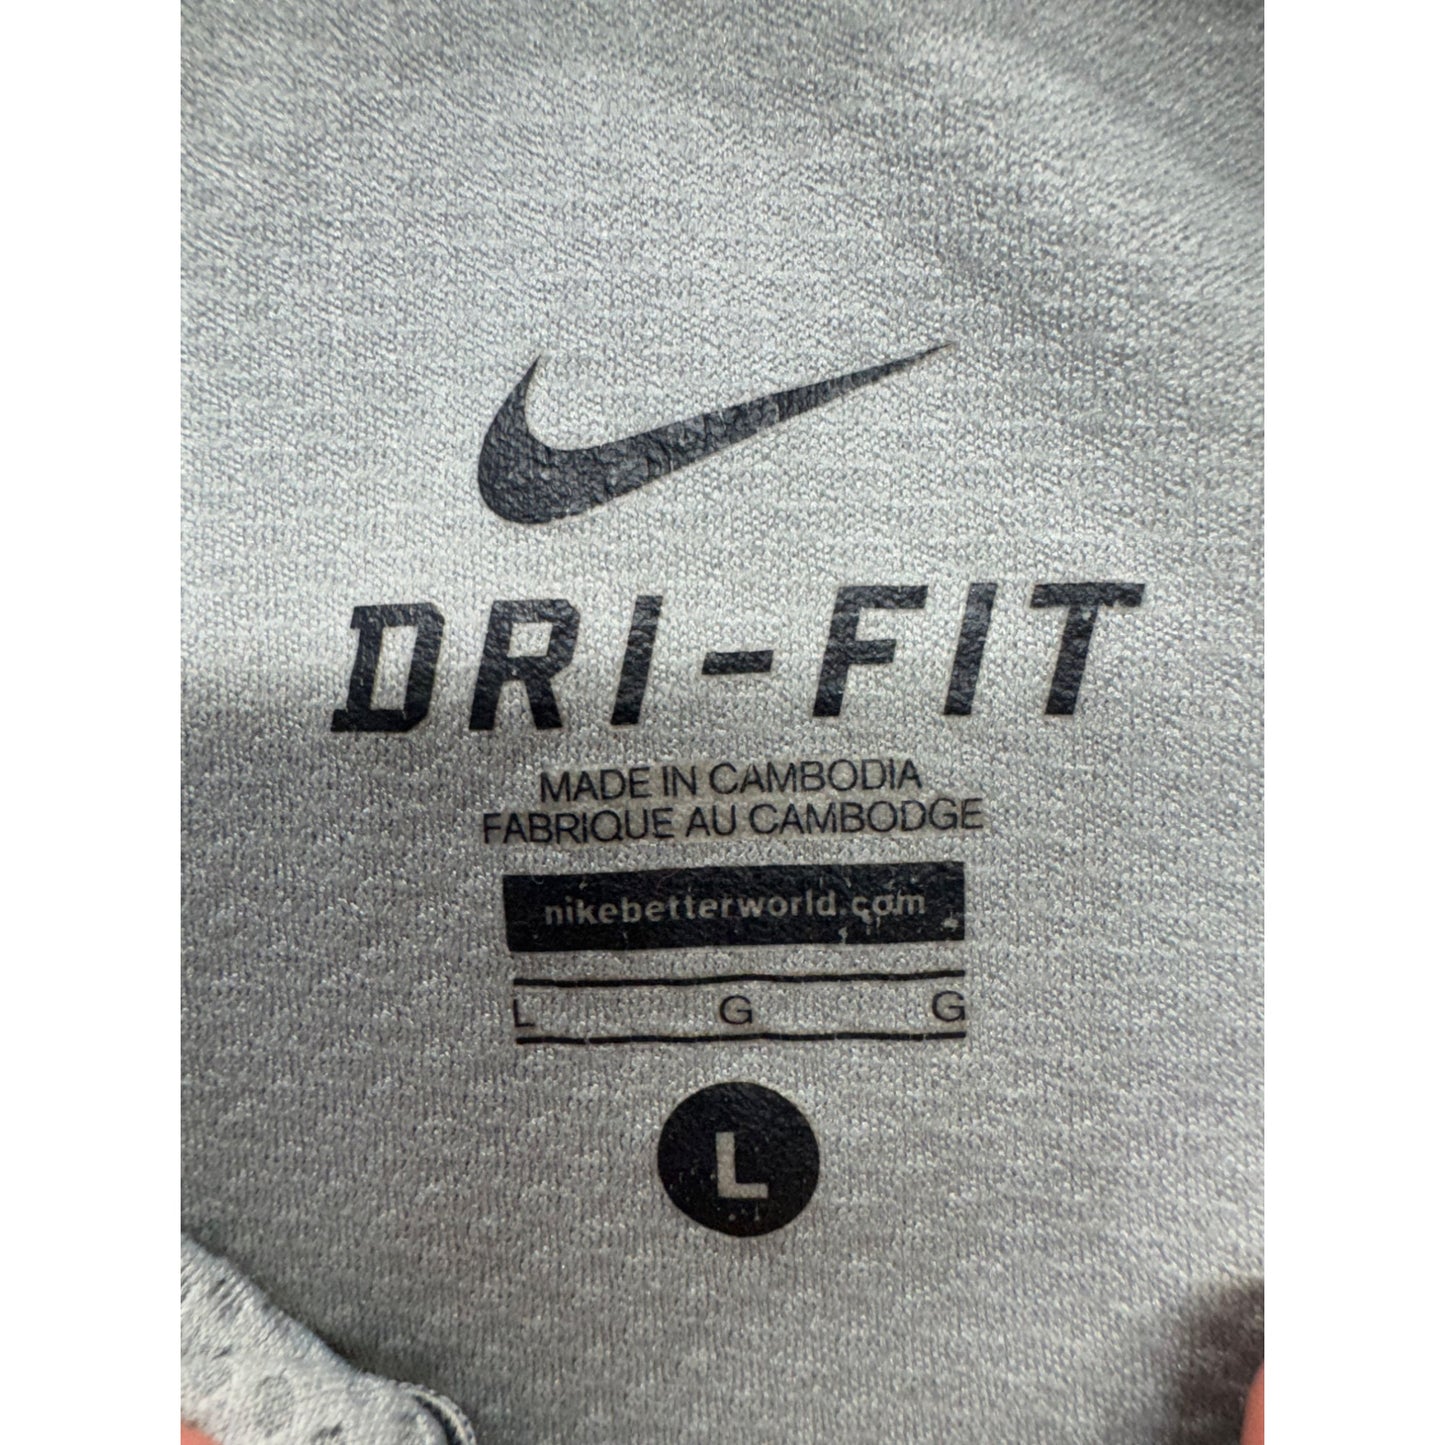 DRI-FIT
MADE IN CAMBODIA
FABRIQUE AU CAMBODGE
nikebetterworld.com
L G G
L